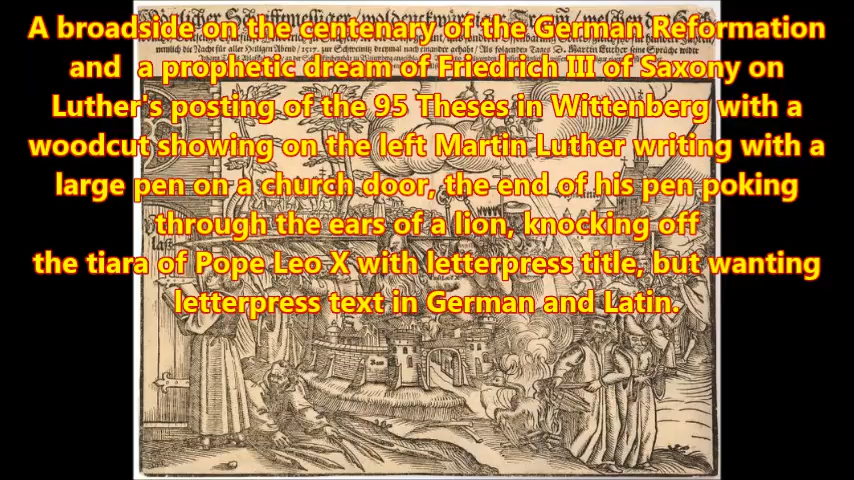 A broadside on the centenary of the German Reformation
and a prophetic dream of Friedrich III of Saxony on
Luther's posting of the 95 Theses in Wittenberg with a
woodcut showing on the left Martin Luther writing with a
large pen on a church door, the end of his pen poking
through the ears of a lion, knocking off
the tiara of Pope Leo X with letterpress title, but wanting
letterpress text in German and Latin.